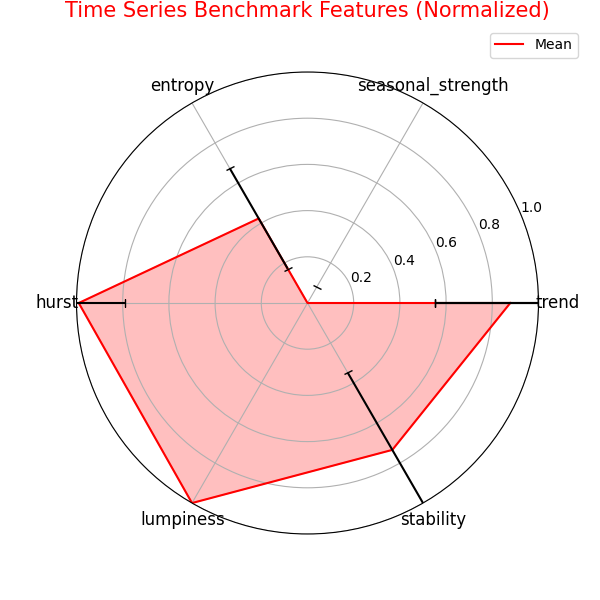 Time Series Benchmark Features (Normalized)
Mean
entropy
seasonal_strength
1.0
0.8
0.6
0.4
0.2
hurst
trend
lumpiness
stability